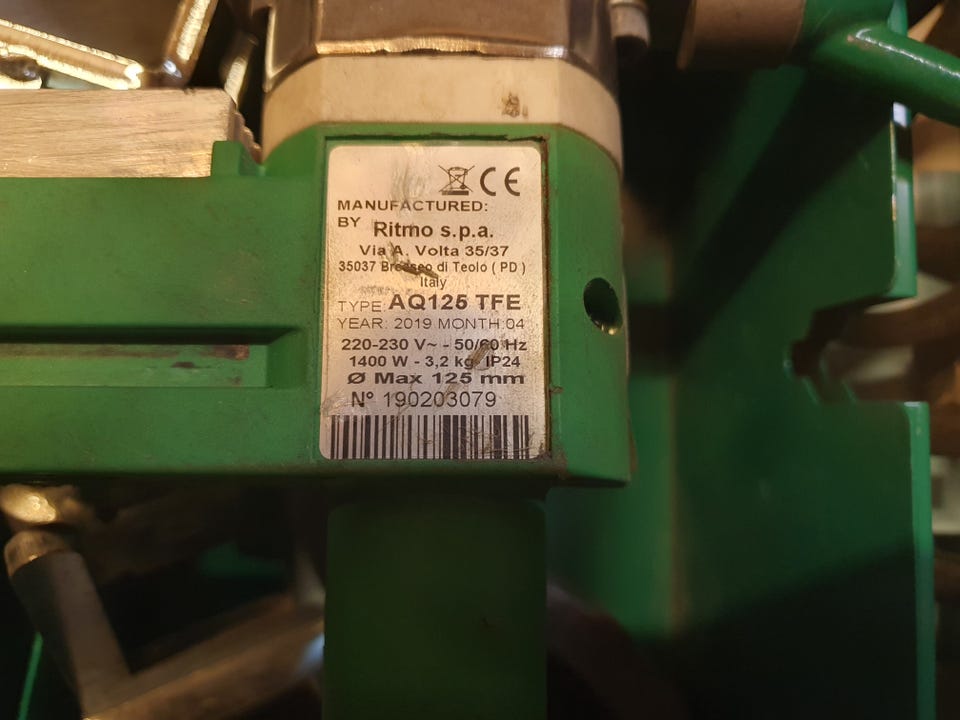 CE
MANUFACTURED:
BY Ritmo s.p.a.
Via A. Volta 35/37
35037 Bresseo di Teolo ( PD )
Italy
TYPE AQ125 TFE
YEAR: 2019 MONTH:04
220-230 V~ - 50/60 Hz
1400 W - 3,2 kg IP24
Ø Max 125 mm
N° 190203079